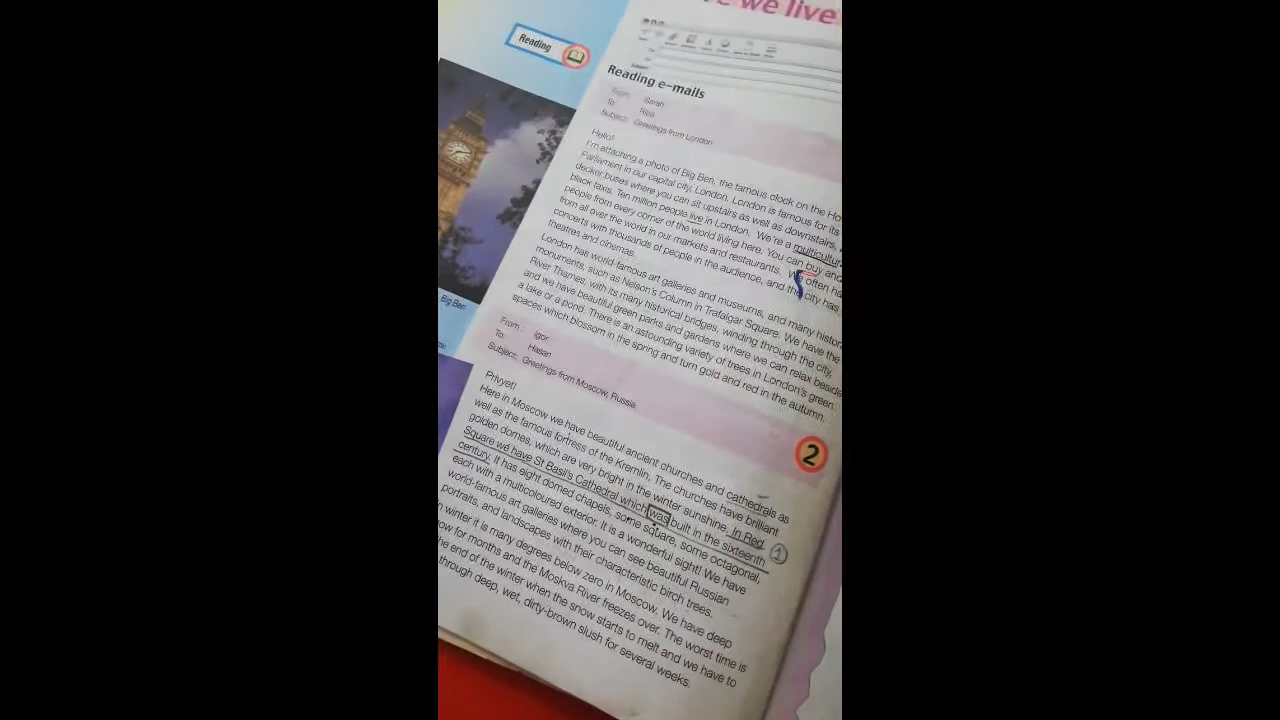 we live
Reading
Reading e-mails
From: Sarah
To:
Subject: Greetings from London
Hello!
I'm attaching a photo of Big Ben, the famous clock on the Ho
Parliament in our capital city, London. London is famous for its
decker buses where you can sit upstairs as well as downstairs,
black taxis. Ten million people live in London. We're a multicultur
people from every corner of the world living here. You can buy and
from all over the world in our markets and restaurants. We often ha
concerts with thousands of people in the audience, and the city has
theatres and cinemas.
London has world-famous art galleries and museums, and many histor
monuments, such as Nelson's Column in Trafalgar Square. We have the
River Thames, with its many historical bridges, winding through the city,
and we have beautiful green parks and gardens where we can relax beside
a lake or a pond. There is an astounding variety of trees in London's green
spaces which blossom in the spring and turn gold and red in the autumn.
Big Ben
From: Igor
To: Hasan
Subject: Greetings from Moscow, Russia
2
Privyet!
Here in Moscow we have beautiful ancient churches and cathedrals as
well as the famous fortress of the Kremlin. The churches have brilliant
golden domes, which are very bright in the winter sunshine. In Red
Square we have St Basil's Cathedral which was built in the sixteenth
century. It has eight domed chapels, some square, some octagonal,
each with a multicoloured exterior. It is a wonderful sight! We have
world-famous art galleries where you can see beautiful Russian
portraits, and landscapes with their characteristic birch trees.
In winter it is many degrees below zero in Moscow. We have deep
ow for months and the Moskva River freezes over. The worst time is
he end of the winter when the snow starts to melt and we have to
through deep, wet, dirty-brown slush for several weeks.
1